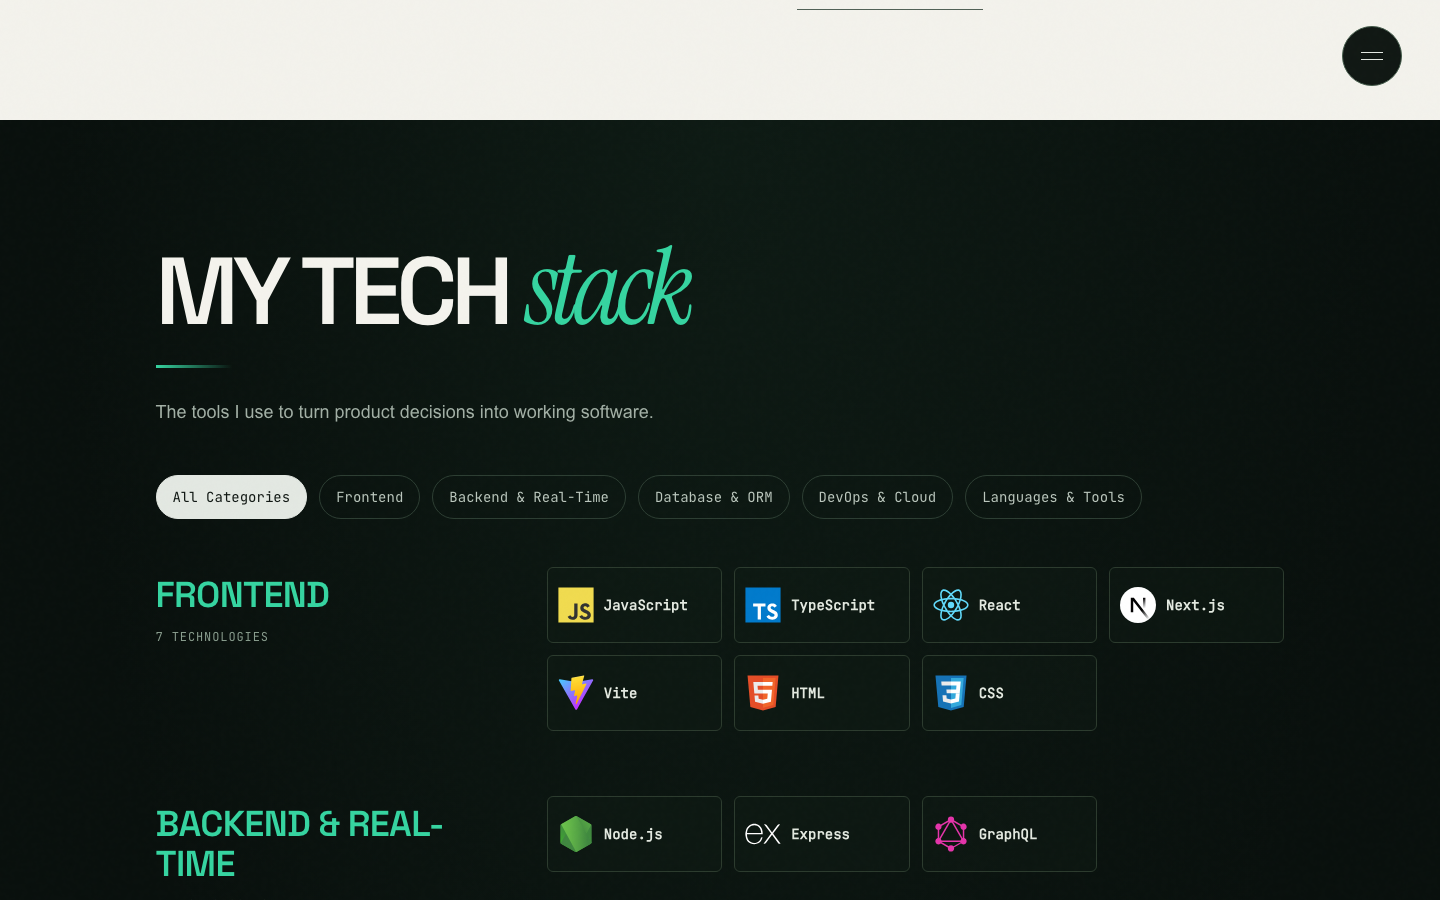 MY TECH stack
The tools I use to turn product decisions into working software.
All Categories
Frontend
Backend & Real-Time
Database & ORM
DevOps & Cloud
Languages & Tools
FRONTEND
7 TECHNOLOGIES
JS JavaScript
TS TypeScript
React
N Next.js
Vite
5 HTML
3 CSS
BACKEND & REAL-
TIME
Node.js
ex Express
GraphQL